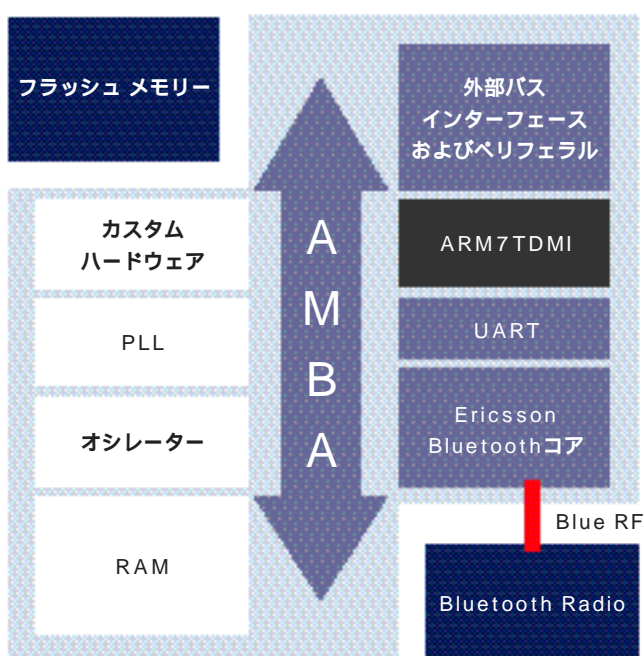 フラッシュ メモリー
外部バス
インターフェース
およびペリフェラル
カスタム
ハードウェア
ARM7TDMI
A
M
B
A
PLL
UART
オシレーター
Ericsson
Bluetoothコア
RAM
Blue RF
Bluetooth Radio